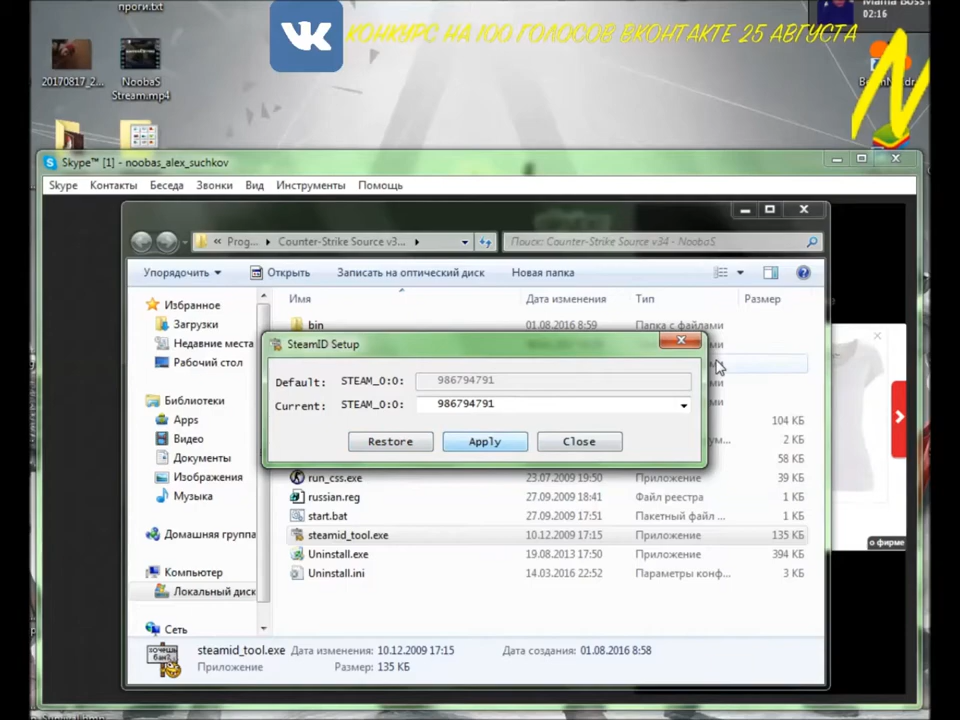 проги.txt
Mama Boss
02:16
КОНКУРС НА 100 ГОЛОСОВ ВКОНТАКТЕ 25 АВГУСТА
20170817_2...
NoobaS
Stream.mp4
Skype™ [1] - noobas_alex_suchkov
Skype Контакты Беседа Звонки Вид Инструменты Помощь
« Prog... Counter-Strike Source v3...
Поиск: Counter-Strike Source v34 - NoobaS
Упорядочить Открыть Записать на оптический диск Новая папка
Избранное
Загрузки
Недавние места
Рабочий стол
Библиотеки
Apps
Видео
Документы
Изображения
Музыка
Домашняя группа
Компьютер
Локальный диск
Сеть
Имя Дата изменения Тип Размер
bin 01.08.2016 8:59 Папка с файлами
SteamID Setup
Default: STEAM_0:0: 986794791
Current: STEAM_0:0: 986794791
Restore Apply Close
104 КБ
2 КБ
58 КБ
run_css.exe 23.07.2009 19:50 Приложение 39 КБ
russian.reg 27.09.2009 18:41 Файл реестра 1 КБ
start.bat 27.09.2009 17:51 Пакетный файл ... 1 КБ
steamid_tool.exe 10.12.2009 17:15 Приложение 135 КБ
Uninstall.exe 19.08.2013 17:50 Приложение 394 КБ
Uninstall.ini 14.03.2016 22:52 Параметры конф... 3 КБ
о фирме
хочешь
бан?
steamid_tool.exe Дата изменения: 10.12.2009 17:15 Дата создания: 01.08.2016 8:58
Приложение Размер: 135 КБ